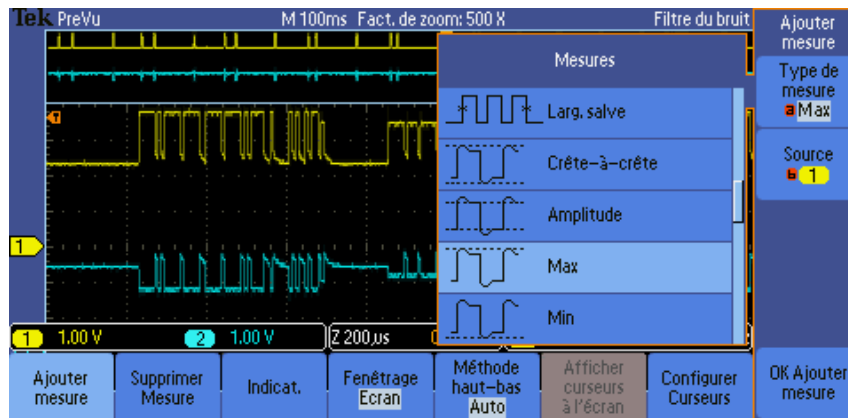 Tek PreVu M 100ms Fact. de zoom: 500 X Filtre du bruit
Ajouter
mesure
Type de
mesure
a Max
Source
b 1
OK Ajouter
mesure
Mesures
Larg. salve
Crête-à-crête
Amplitude
Max
Min
T
1
1 1.00 V 2 1.00 V Z 200µs
Ajouter
mesure
Supprimer
Mesure
Indicat.
Fenêtrage
Ecran
Méthode
haut-bas
Auto
Afficher
curseurs
à l'écran
Configurer
Curseurs